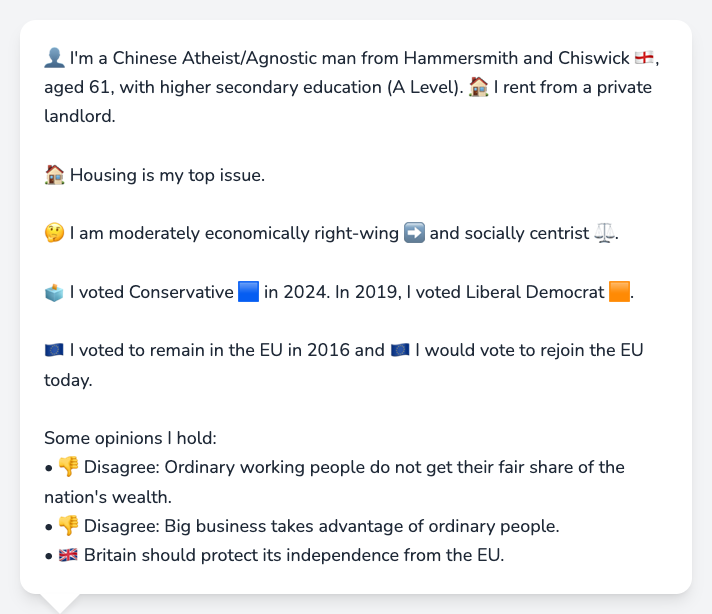 👤 I'm a Chinese Atheist/Agnostic man from Hammersmith and Chiswick 🏴󠁧󠁢󠁥󠁮󠁧󠁿,
aged 61, with higher secondary education (A Level). 🏠 I rent from a private
landlord.
🏠 Housing is my top issue.
🤔 I am moderately economically right-wing ➡️ and socially centrist ⚖️.
🗳️ I voted Conservative 🟦 in 2024. In 2019, I voted Liberal Democrat 🟧.
🇪🇺 I voted to remain in the EU in 2016 and 🇪🇺 I would vote to rejoin the EU
today.
Some opinions I hold:
• 👎 Disagree: Ordinary working people do not get their fair share of the
nation's wealth.
• 👎 Disagree: Big business takes advantage of ordinary people.
• 🇬🇧 Britain should protect its independence from the EU.